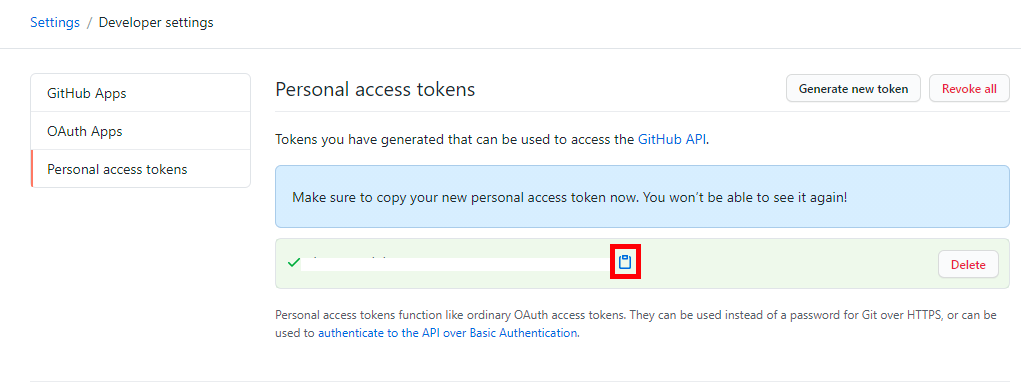 Settings / Developer settings
GitHub Apps
OAuth Apps
Personal access tokens
Personal access tokens
Generate new token
Revoke all
Tokens you have generated that can be used to access the GitHub API.
Make sure to copy your new personal access token now. You won't be able to see it again!
Delete
Personal access tokens function like ordinary OAuth access tokens. They can be used instead of a password for Git over HTTPS, or can be
used to authenticate to the API over Basic Authentication.